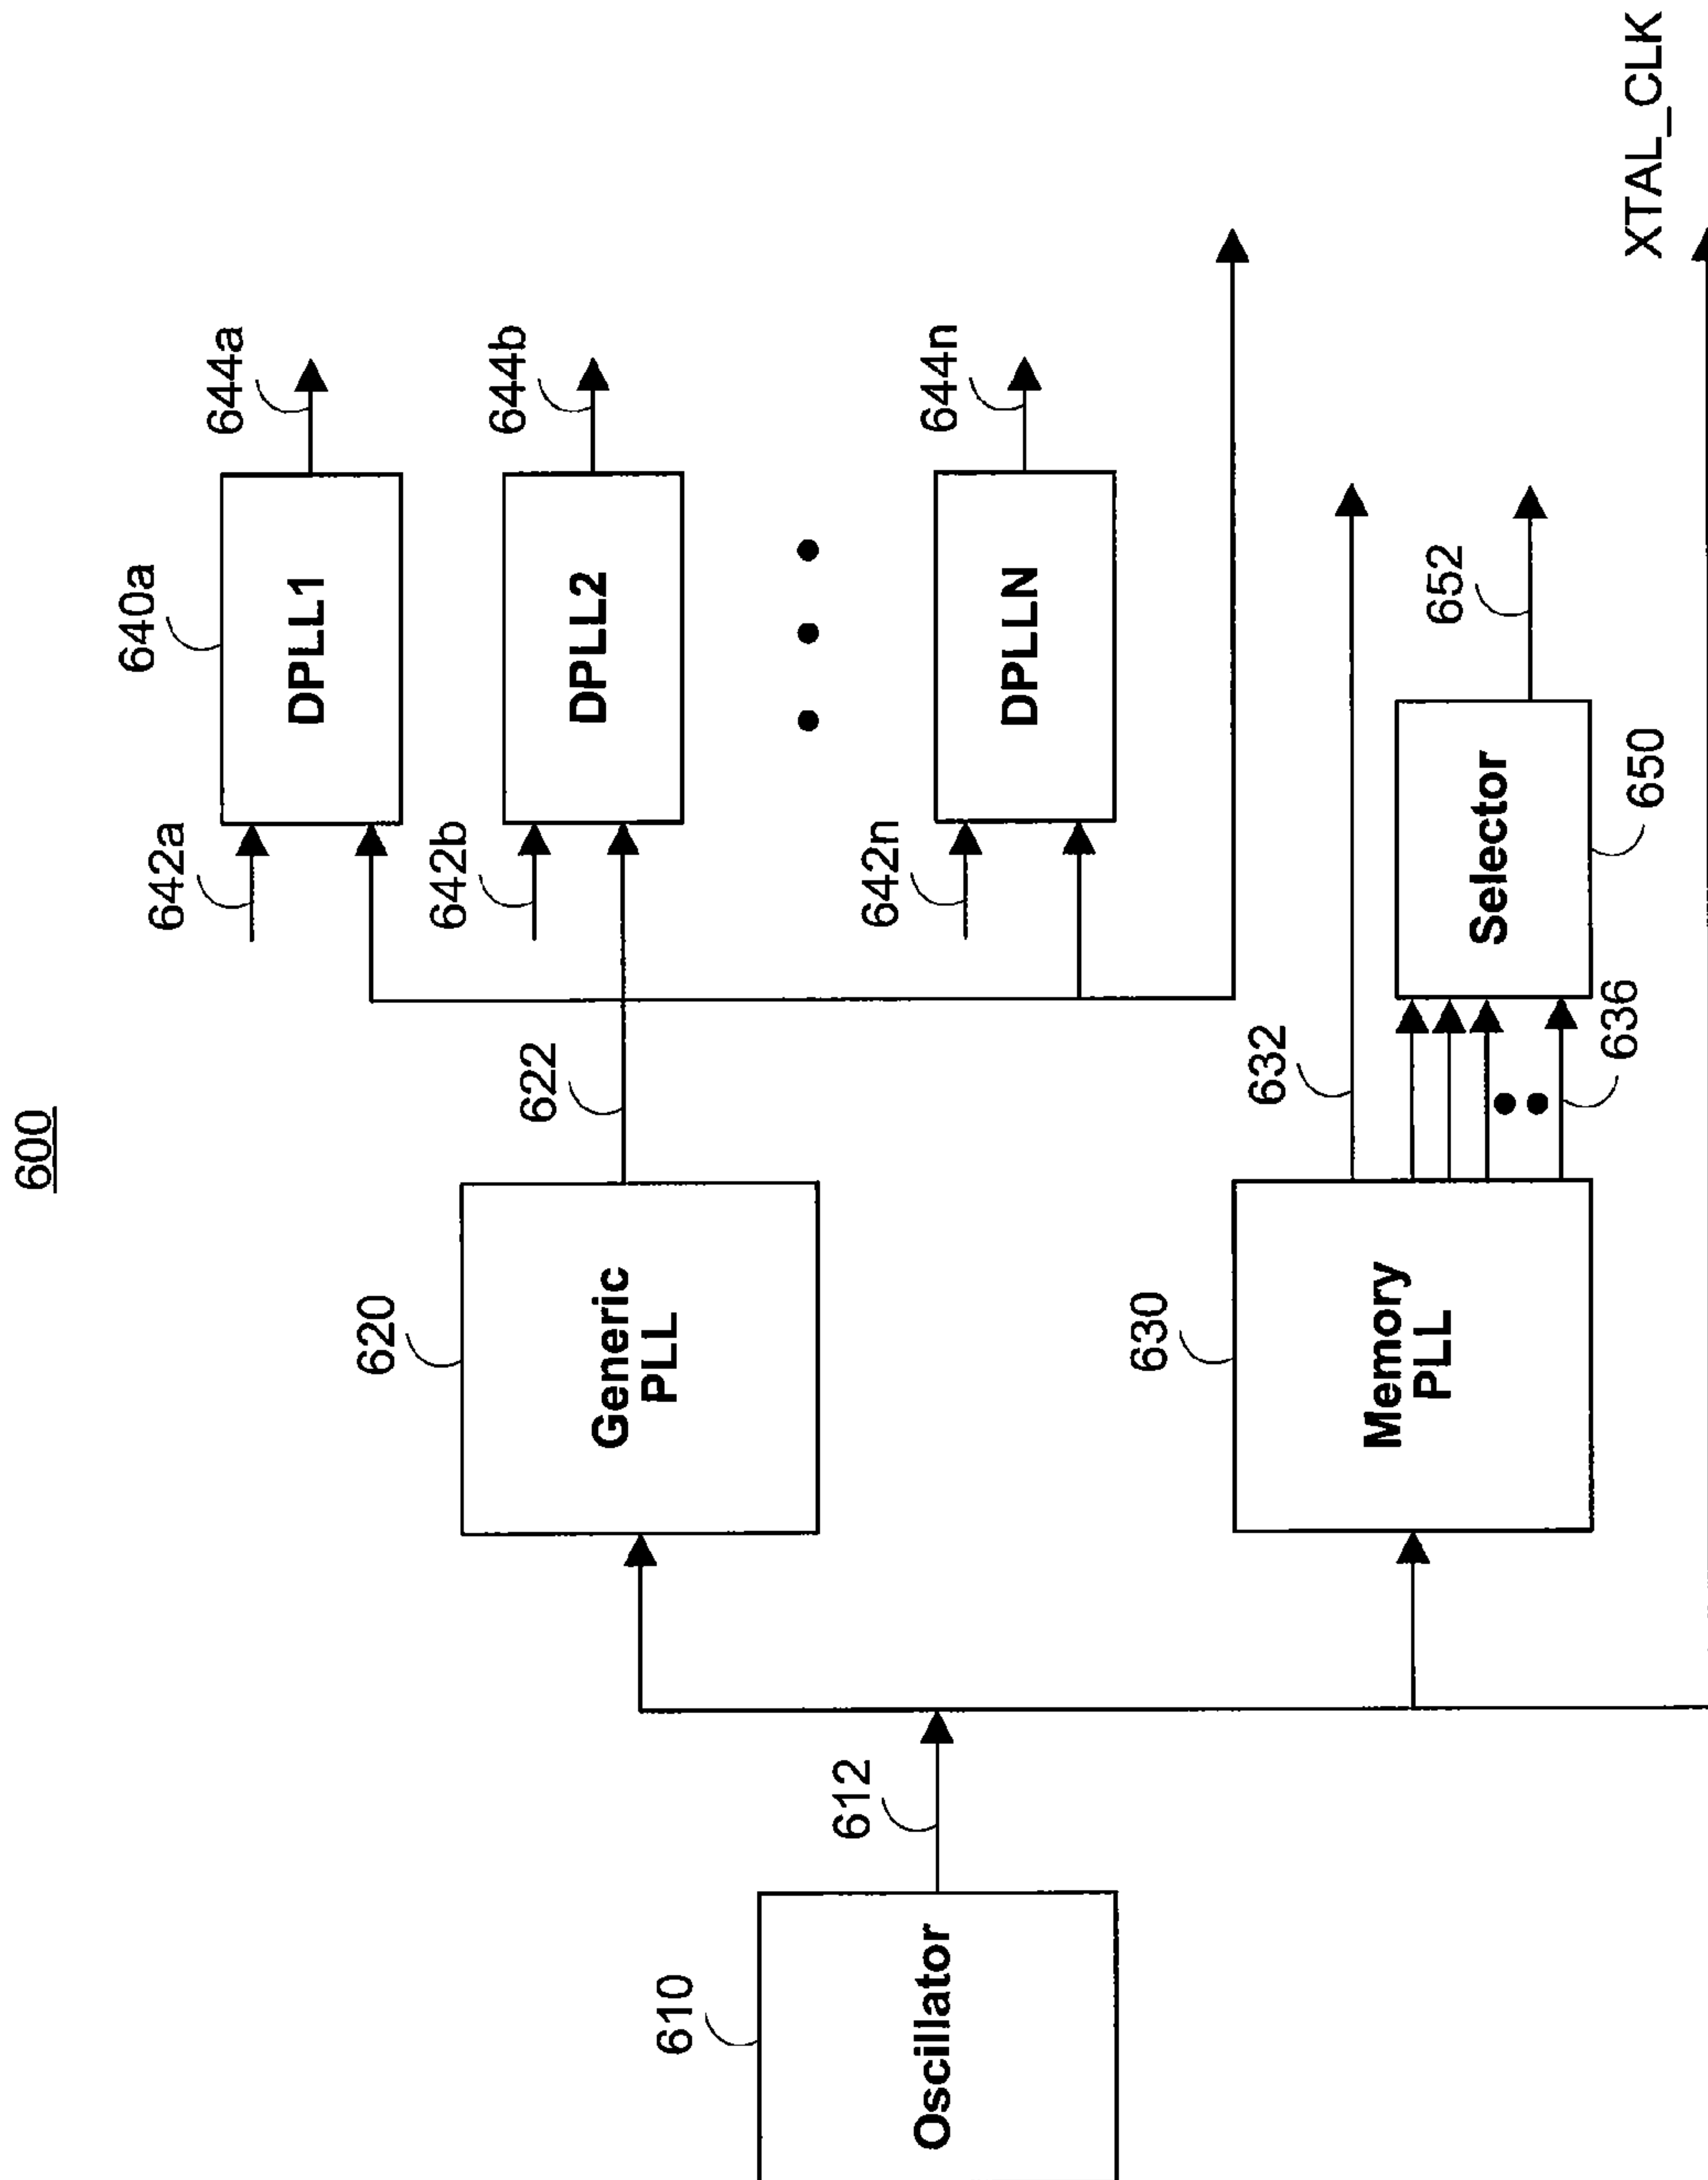 600
610
Oscillator
612
620
Generic
PLL
622
630
Memory
PLL
632
636
642a
640a
DPLL1
644a
642b
DPLL2
644b
642n
DPLLN
644n
Selector
650
652
XTAL_CLK